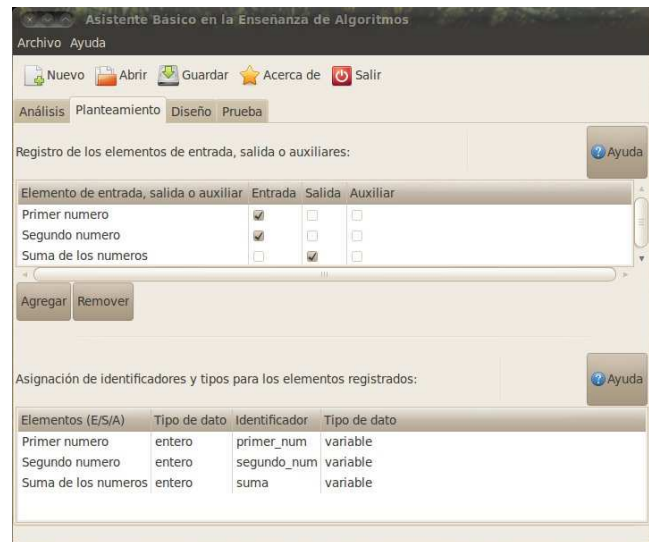 Asistente Básico en la Enseñanza de Algoritmos
Archivo Ayuda
Nuevo Abrir Guardar Acerca de Salir
Análisis Planteamiento Diseño Prueba
Registro de los elementos de entrada, salida o auxiliares: Ayuda
Elemento de entrada, salida o auxiliar Entrada Salida Auxiliar
Primer numero
Segundo numero
Suma de los numeros
Agregar Remover
Asignación de identificadores y tipos para los elementos registrados: Ayuda
Elementos (E/S/A) Tipo de dato Identificador Tipo de dato
Primer numero entero primer_num variable
Segundo numero entero segundo_num variable
Suma de los numeros entero suma variable